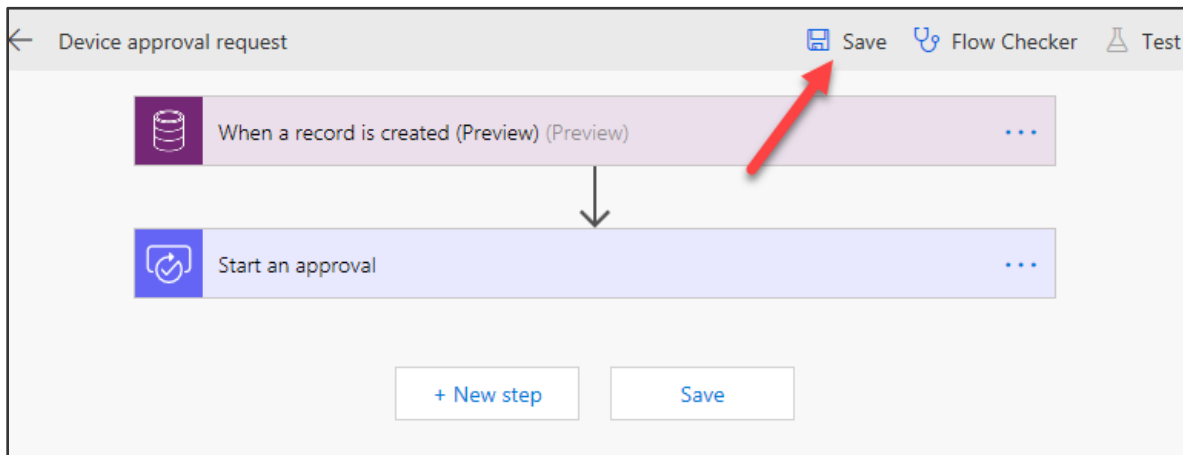 Device approval request
Save
Flow Checker
Test
When a record is created (Preview) (Preview)
Start an approval
+ New step
Save